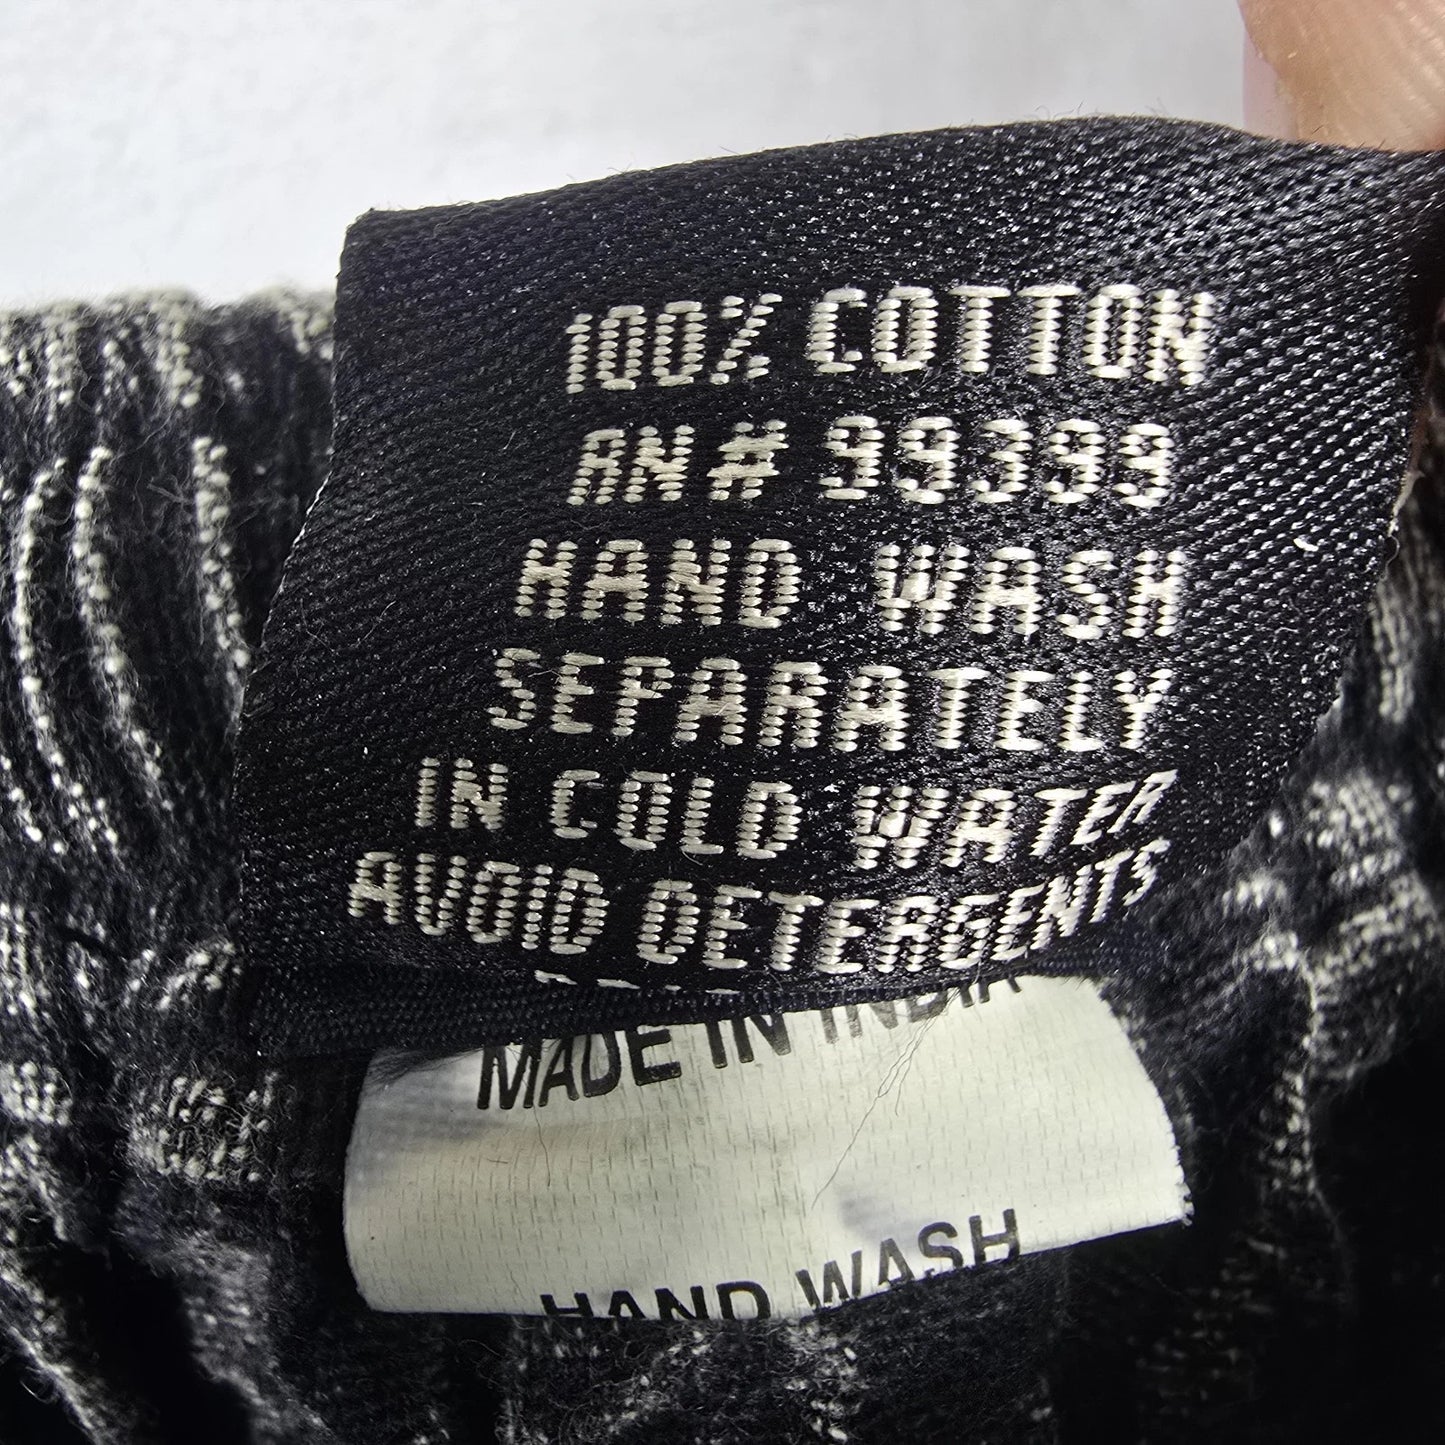 100% COTTON
RN # 99399
HAND WASH
SEPARATELY
IN COLD WATER
AVOID DETERGENTS
MADE IN INDIA
HAND WASH